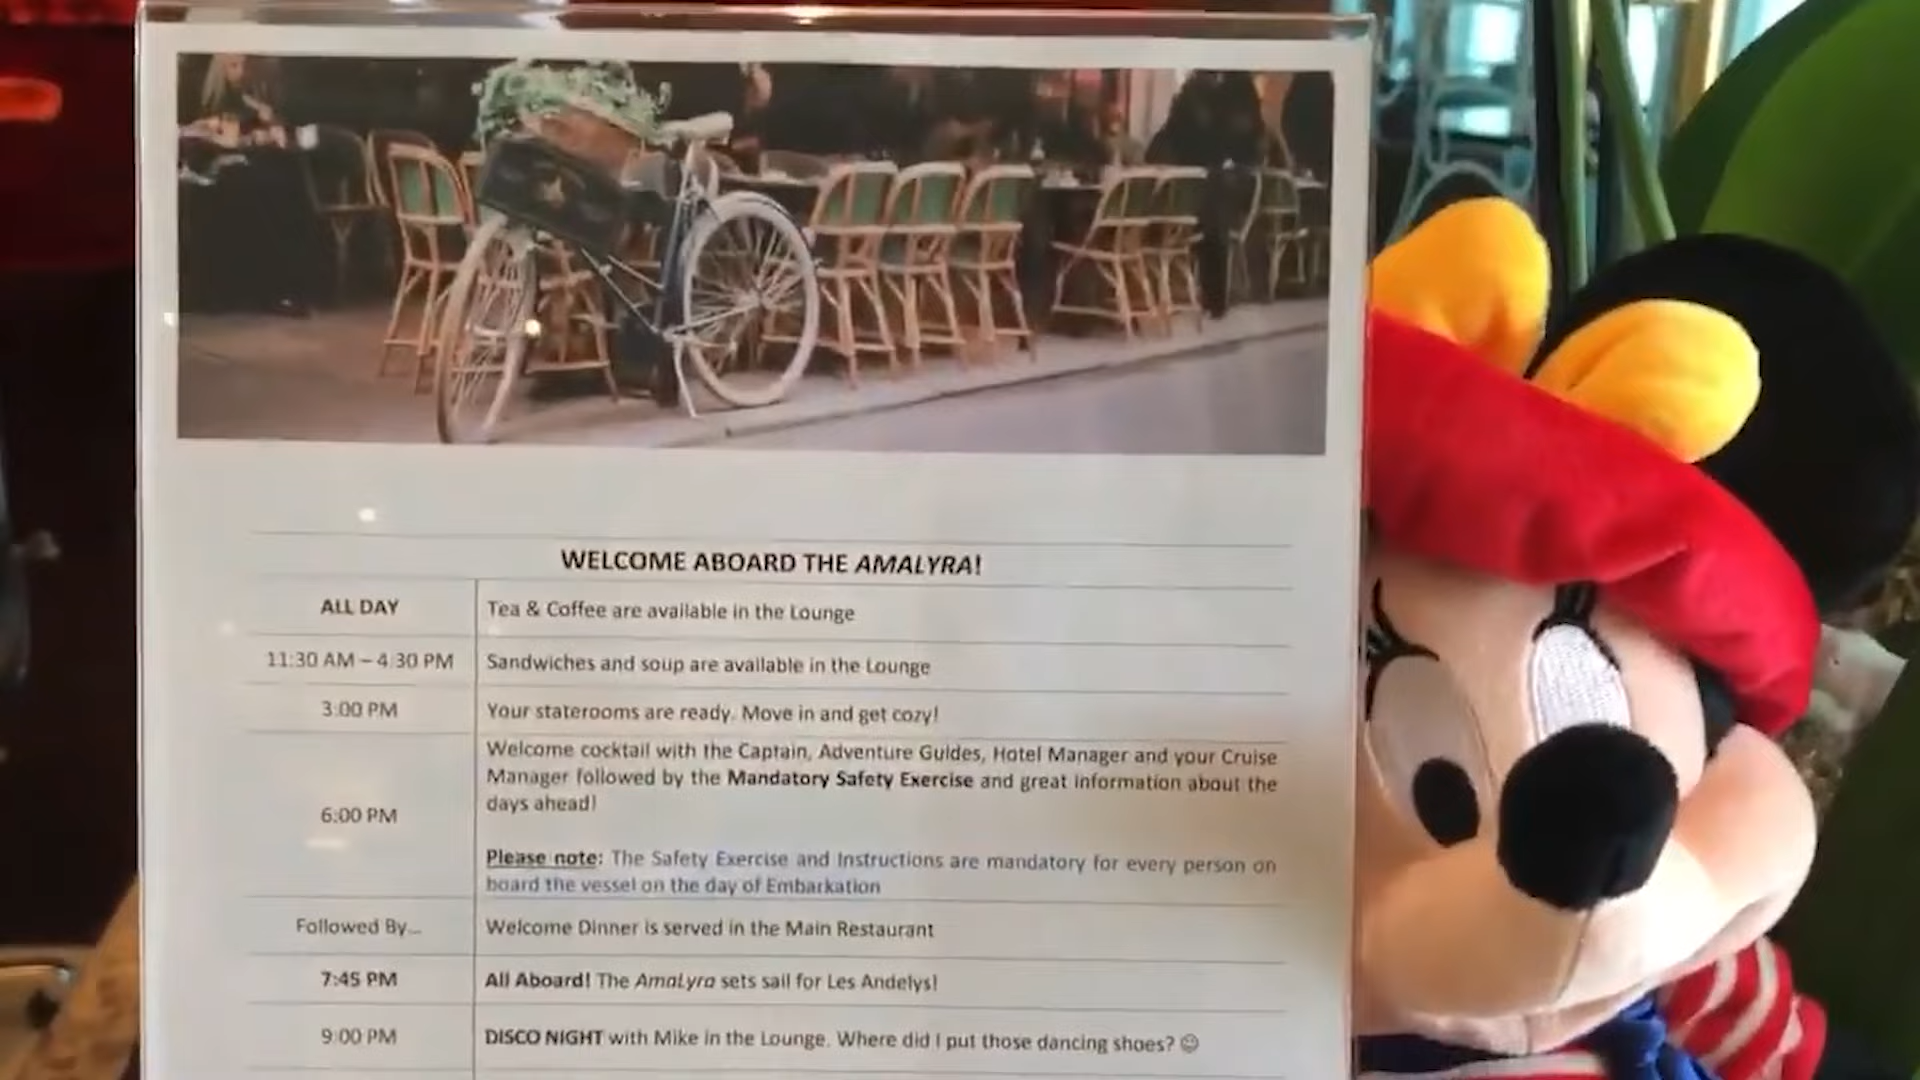 WELCOME ABOARD THE AMALYRA!
ALL DAY Tea & Coffee are available in the Lounge
11:30 AM – 4:30 PM Sandwiches and soup are available in the Lounge
3:00 PM Your staterooms are ready. Move in and get cozy!
Welcome cocktail with the Captain, Adventure Guides, Hotel Manager and your Cruise
Manager followed by the Mandatory Safety Exercise and great information about the
days ahead!
6:00 PM
Please note: The Safety Exercise and Instructions are mandatory for every person on
board the vessel on the day of Embarkation
Followed By... Welcome Dinner is served in the Main Restaurant
7:45 PM All Aboard! The AmaLyra sets sail for Les Andelys!
9:00 PM DISCO NIGHT with Mike in the Lounge. Where did I put those dancing shoes? ☺